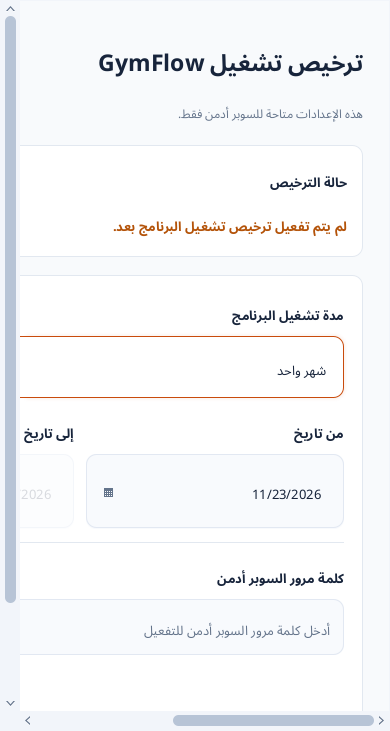 ترخيص تشغيل GymFlow
هذه الإعدادات متاحة للسوبر أدمن فقط.
حالة الترخيص
لم يتم تفعيل ترخيص تشغيل البرنامج بعد.
مدة تشغيل البرنامج
شهر واحد
من تاريخ
إلى تاريخ
11/23/2026
2026
كلمة مرور السوبر أدمن
أدخل كلمة مرور السوبر أدمن للتفعيل